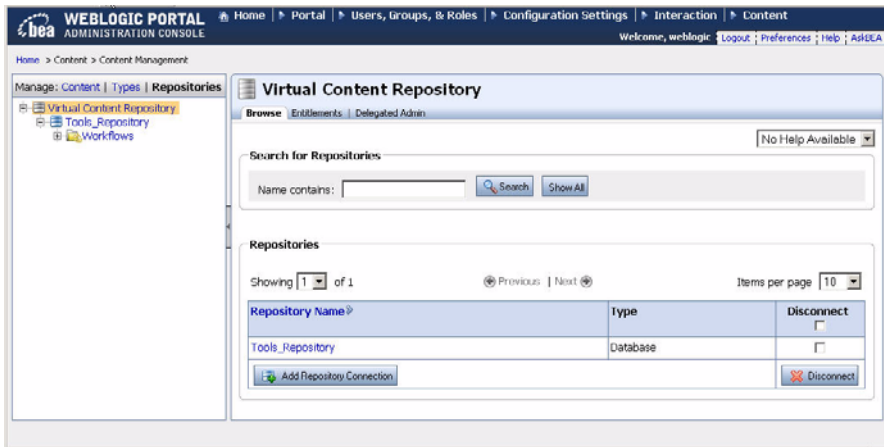 bea WEBLOGIC PORTAL
ADMINISTRATION CONSOLE
Home | Portal | Users, Groups, & Roles | Configuration Settings | Interaction | Content
Welcome, weblogic Logout | Preferences | Help | AskBEA
Home > Content > Content Management
Manage: Content | Types | Repositories
Virtual Content Repository
Tools_Repository
Workflows
Virtual Content Repository
Browse Entitlements | Delegated Admin
No Help Available
Search for Repositories
Name contains: Search Show All
Repositories
Showing 1 of 1 Previous | Next Items per page 10
Repository Name Type Disconnect
Tools_Repository Database
Add Repository Connection Disconnect